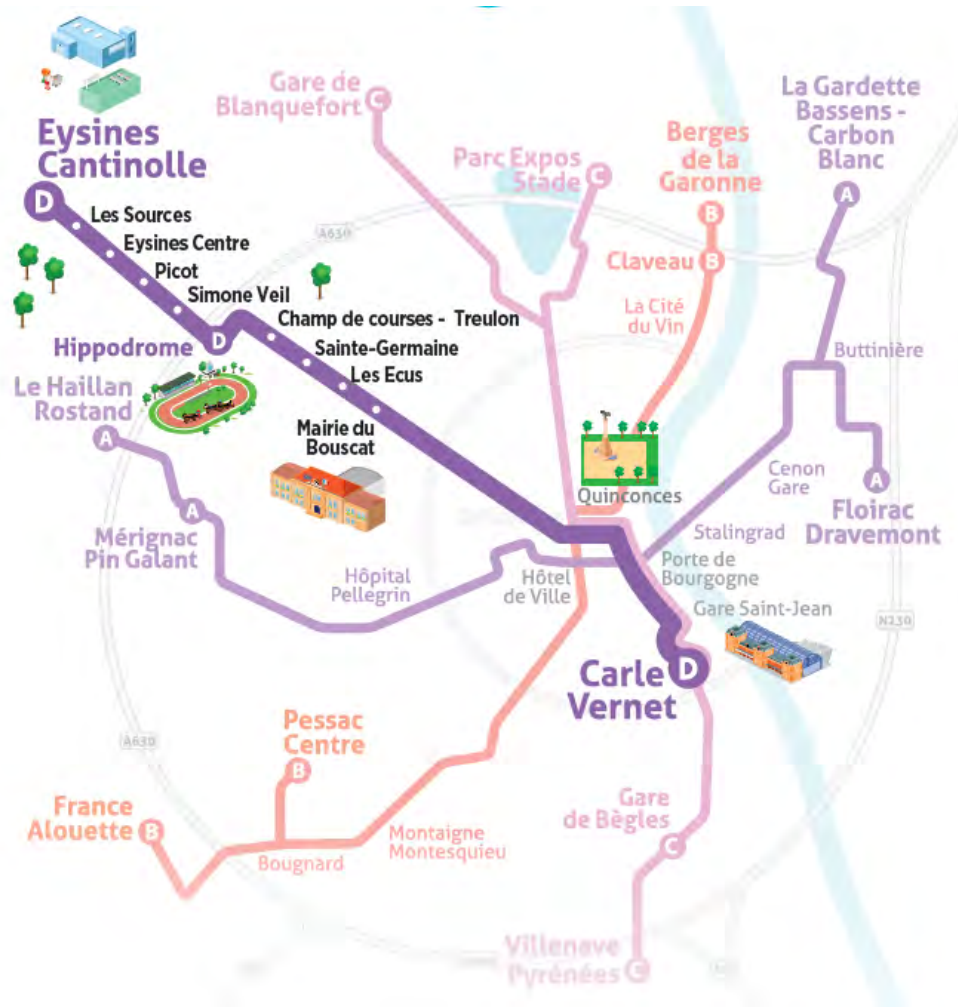 Eysines
Cantinolle
D
Les Sources
Eysines Centre
Picot
Simone Veil
Hippodrome
D
Champ de courses - Treulon
Sainte-Germaine
Les Ecus
Mairie du
Bouscat
Gare de
Blanquefort
C
Parc Expos
Stade
C
Berges
de la
Garonne
B
Claveau
B
La Cité
du Vin
La Gardette
Bassens -
Carbon
Blanc
A
A630
Buttinière
Le Haillan
Rostand
A
Mérignac
Pin Galant
A
Quinconces
Cenon
Gare
A
Floirac
Dravemont
Stalingrad
Hôpital
Pellegrin
Hôtel
de Ville
Porte de
Bourgogne
Gare Saint-Jean
N230
Carle
Vernet
D
A630
Pessac
Centre
B
France
Alouette
B
Bougnard
Montaigne
Montesquieu
Gare
de Bègles
C
Villenave
Pyrénées
C